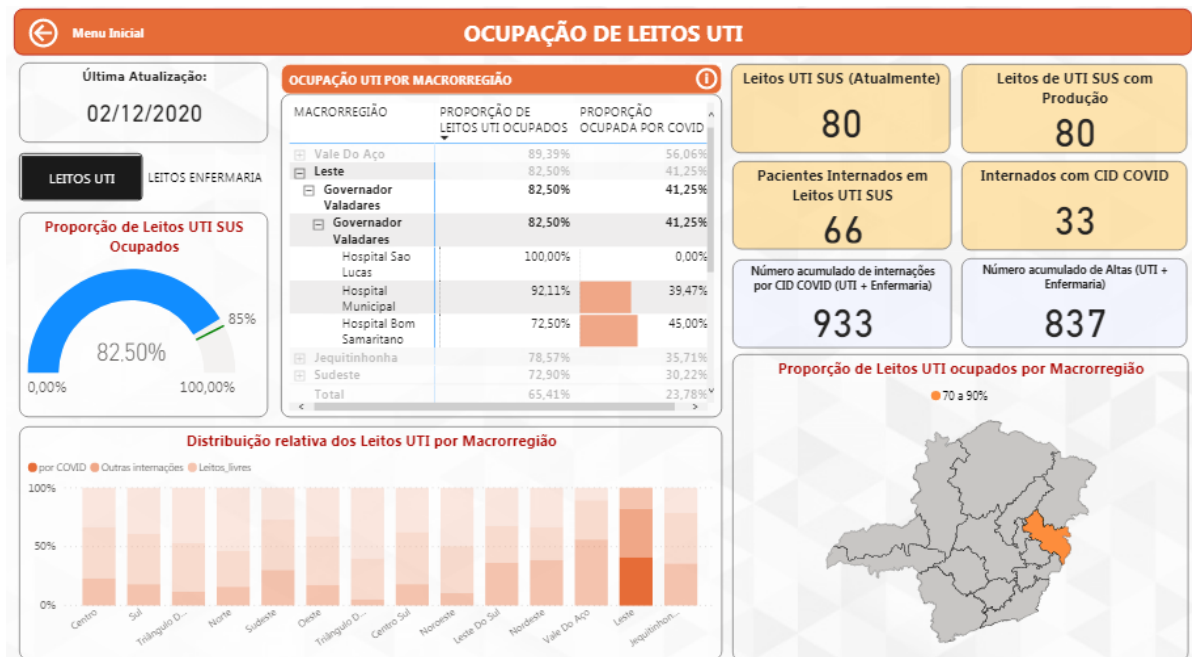 Menu Inicial
OCUPAÇÃO DE LEITOS UTI
Última Atualização:
02/12/2020
LEITOS UTI
LEITOS ENFERMARIA
Proporção de Leitos UTI SUS
Ocupados
85%
82,50%
0,00%
100,00%
OCUPAÇÃO UTI POR MACRORREGIÃO
MACRORREGIÃO PROPORÇÃO DE PROPORÇÃO
LEITOS UTI OCUPADOS OCUPADA POR COVID
Vale Do Aço 89,39% 56,06%
Leste 82,50% 41,25%
Governador 82,50% 41,25%
Valadares
Governador 82,50% 41,25%
Valadares
Hospital Sao 100,00% 0,00%
Lucas
Hospital 92,11% 39,47%
Municipal
Hospital Bom 72,50% 45,00%
Samaritano
Jequitinhonha 78,57% 35,71%
Sudeste 72,90% 30,22%
Total 65,41% 23,78%
Leitos UTI SUS (Atualmente)
80
Leitos de UTI SUS com
Produção
80
Pacientes Internados em
Leitos UTI SUS
66
Internados com CID COVID
33
Número acumulado de internações
por CID COVID (UTI + Enfermaria)
933
Número acumulado de Altas (UTI +
Enfermaria)
837
Distribuição relativa dos Leitos UTI por Macrorregião
por COVID Outras internações Leitos_livres
100%
50%
0%
Centro
Sul
Triângulo D...
Norte
Sudeste
Oeste
Triângulo D...
Centro Sul
Noroeste
Leste Do Sul
Nordeste
Vale Do Aço
Leste
Jequitinhon...
Proporção de Leitos UTI ocupados por Macrorregião
70 a 90%